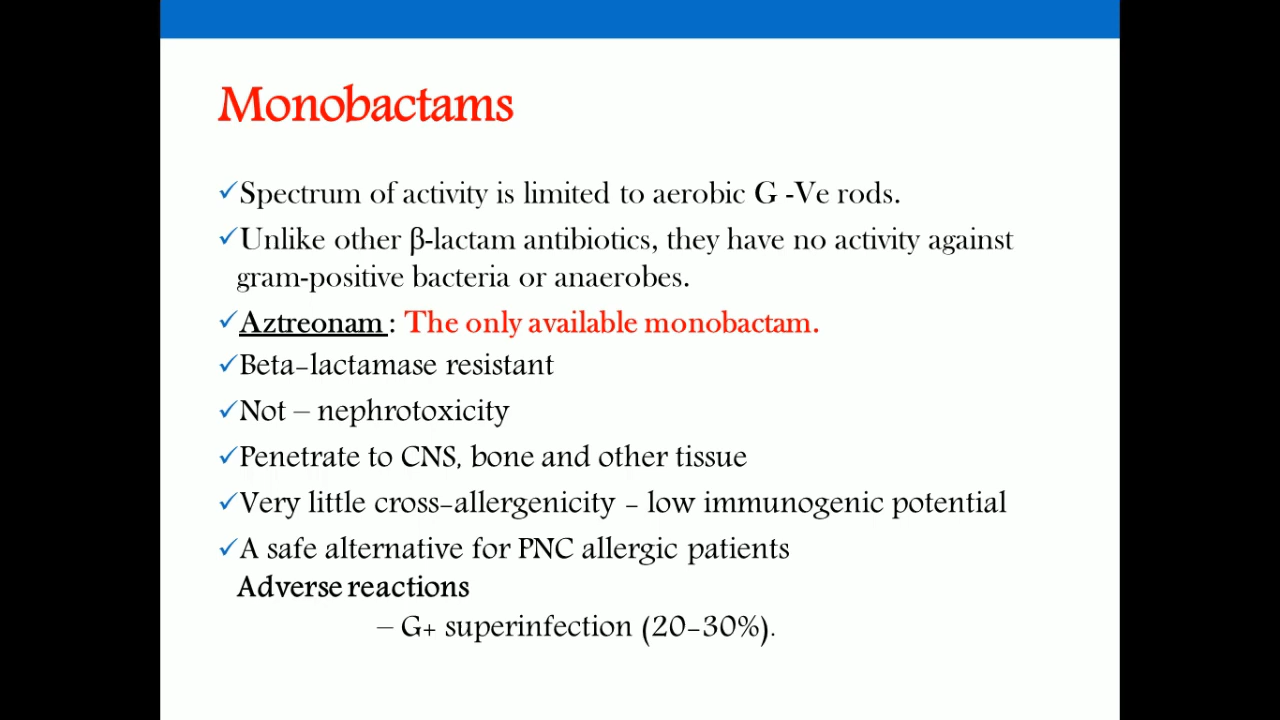 Monobactams
✓Spectrum of activity is limited to aerobic G -Ve rods.
✓Unlike other β-lactam antibiotics, they have no activity against
gram-positive bacteria or anaerobes.
✓Aztreonam : The only available monobactam.
✓Beta-lactamase resistant
✓Not – nephrotoxicity
✓Penetrate to CNS, bone and other tissue
✓Very little cross-allergenicity - low immunogenic potential
✓A safe alternative for PNC allergic patients
Adverse reactions
– G+ superinfection (20-30%).